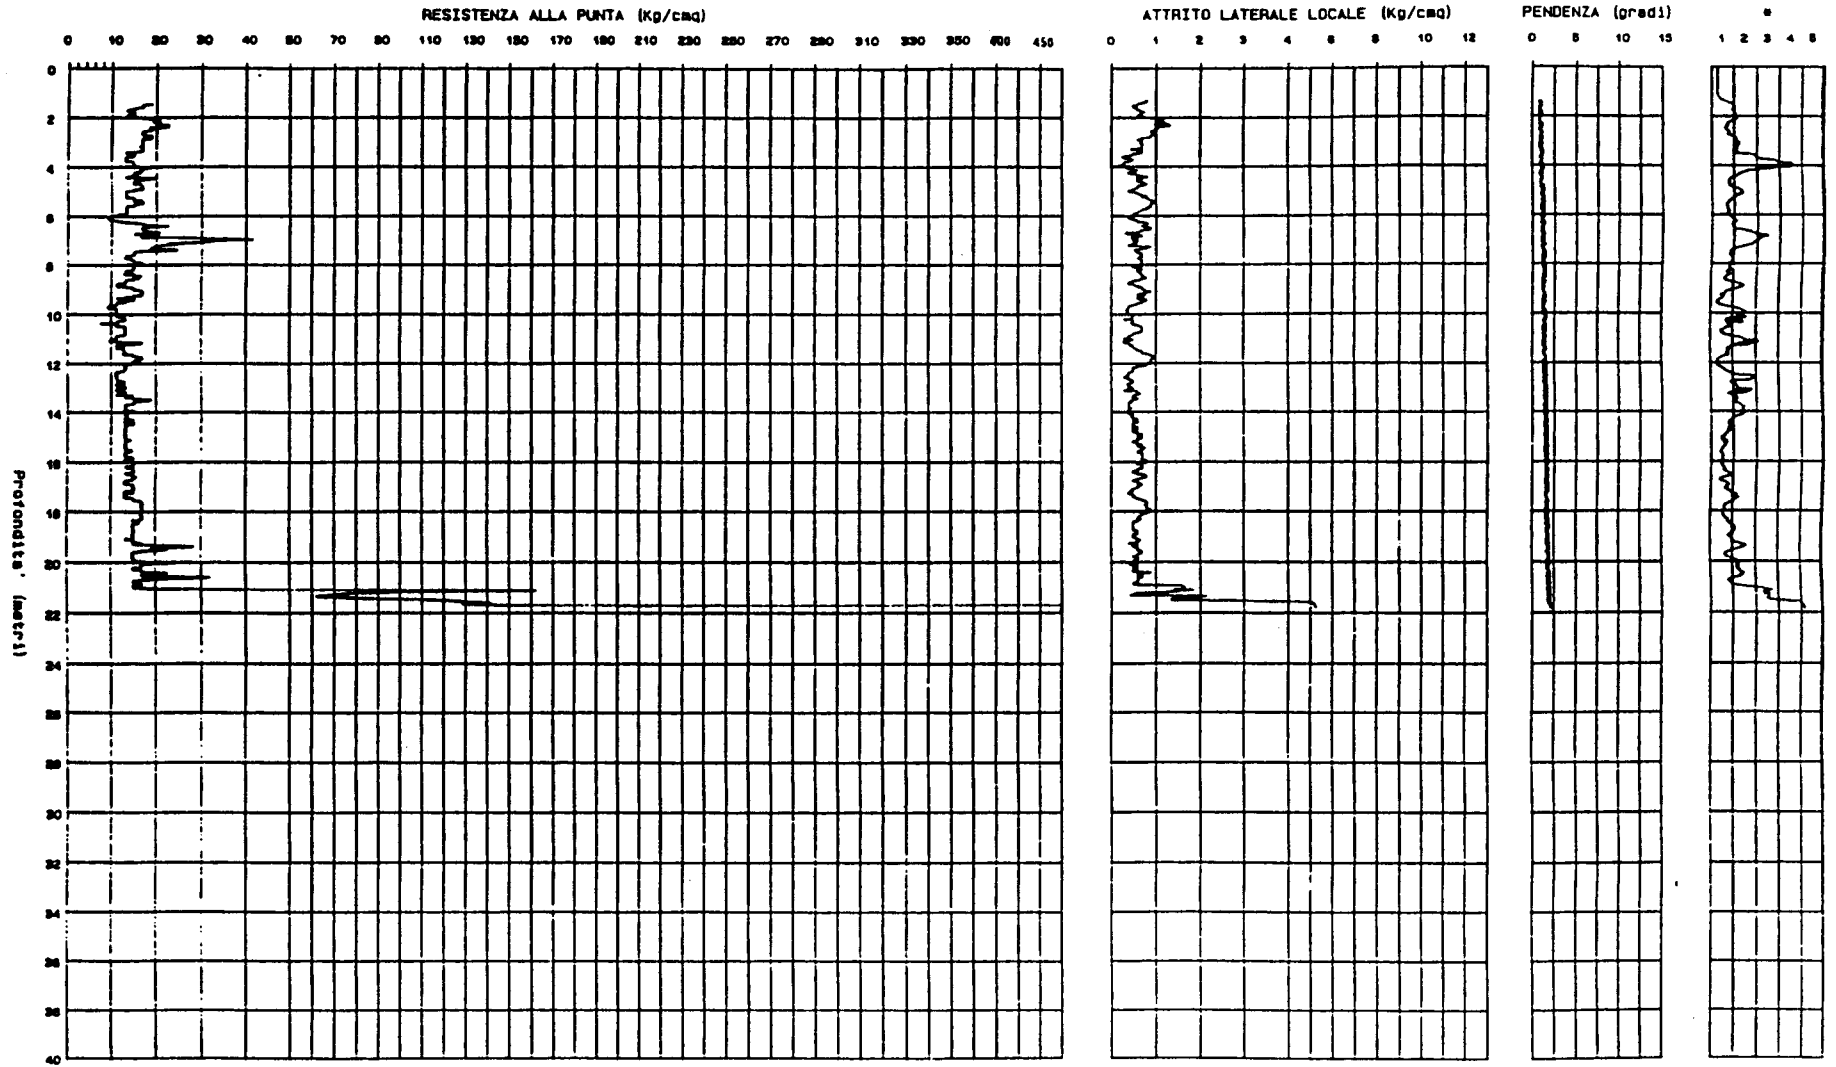 RESISTENZA ALLA PUNTA (Kg/cmq)
ATTRITO LATERALE LOCALE (Kg/cmq)
PENDENZA (gradi)
*
0 10 20 30 40 50 70 90 110 130 150 170 190 210 230 250 270 290 310 330 350 400 450
0 1 2 3 4 6 8 10 12
0 5 10 15
1 2 3 4 5
0
2
4
6
8
10
12
14
16
18
20
22
24
26
28
30
32
34
36
38
40
Profondita' (metri)